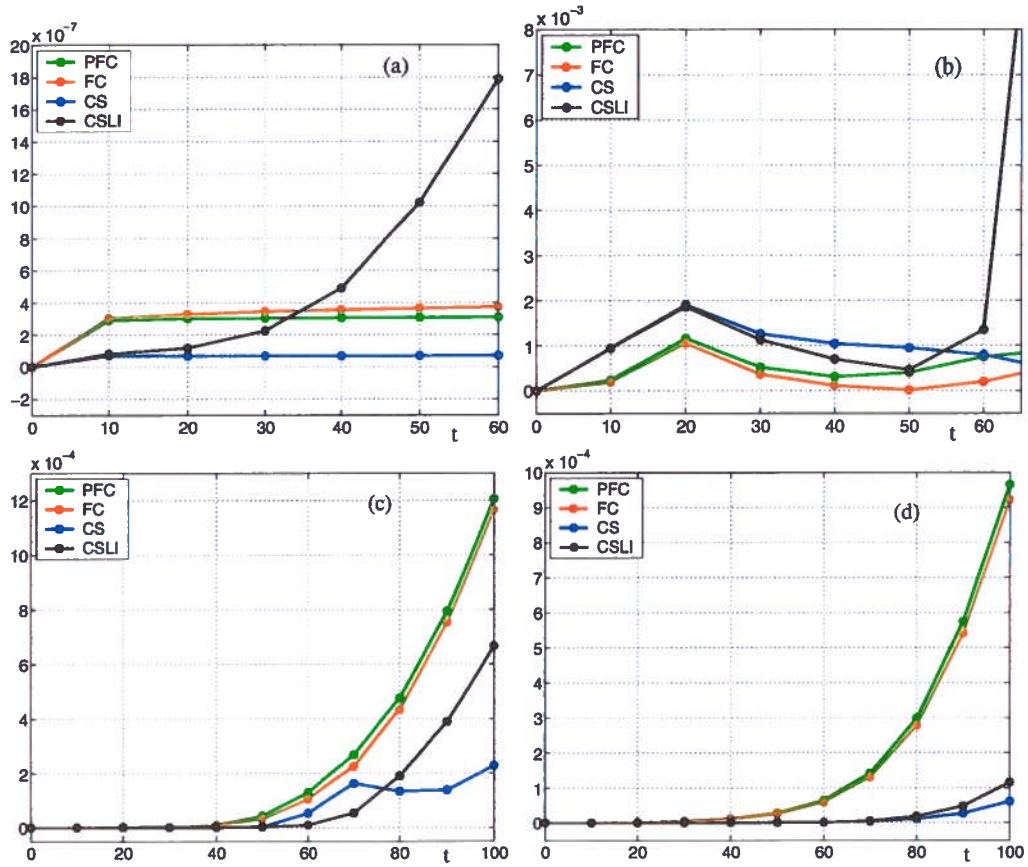 x 10^-7
20
18
16
14
12
10
8
6
4
2
0
−2
PFC
FC
CS
CSLI
(a)
0 10 20 30 40 50 60
t
x 10^-3
8
7
6
5
4
3
2
1
0
PFC
FC
CS
CSLI
(b)
0 10 20 30 40 50 60
t
x 10^-4
12
10
8
6
4
2
0
PFC
FC
CS
CSLI
(c)
0 20 40 60 80 100
t
x 10^-4
10
9
8
7
6
5
4
3
2
1
0
PFC
FC
CS
CSLI
(d)
0 20 40 60 80 100
t